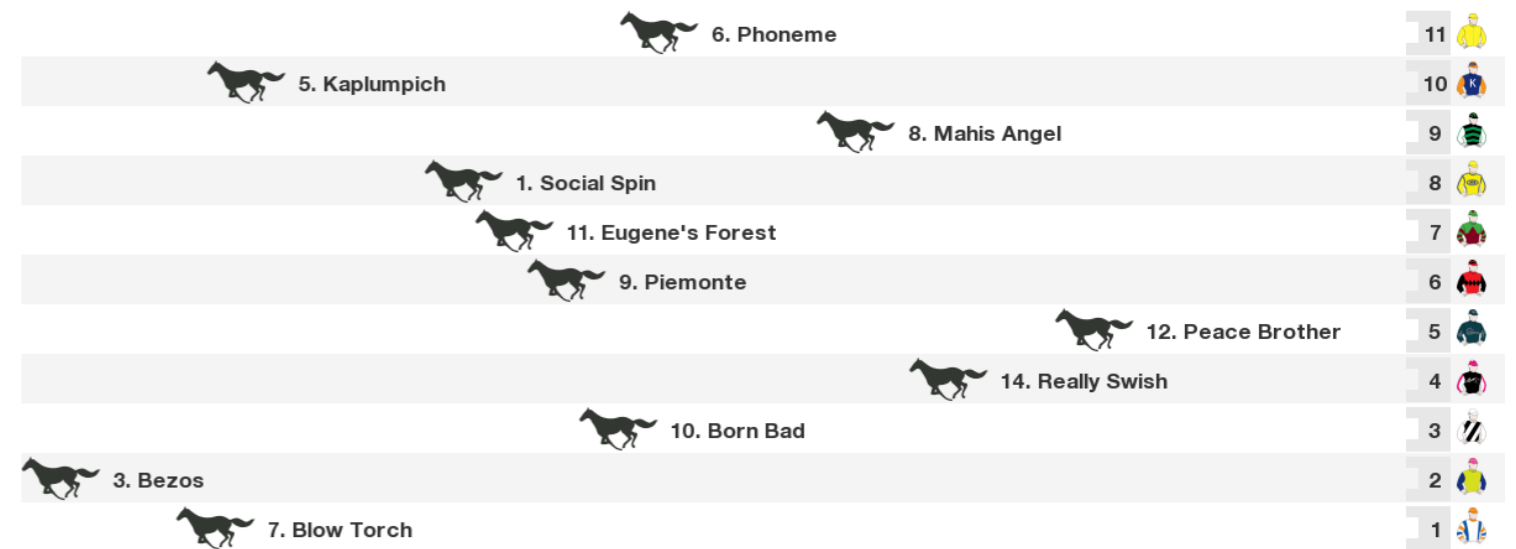 6. Phoneme 11
5. Kaplumpich 10 K
8. Mahis Angel 9
1. Social Spin 8
11. Eugene's Forest 7
9. Piemonte 6
12. Peace Brother 5
14. Really Swish 4
10. Born Bad 3
3. Bezos 2
7. Blow Torch 1